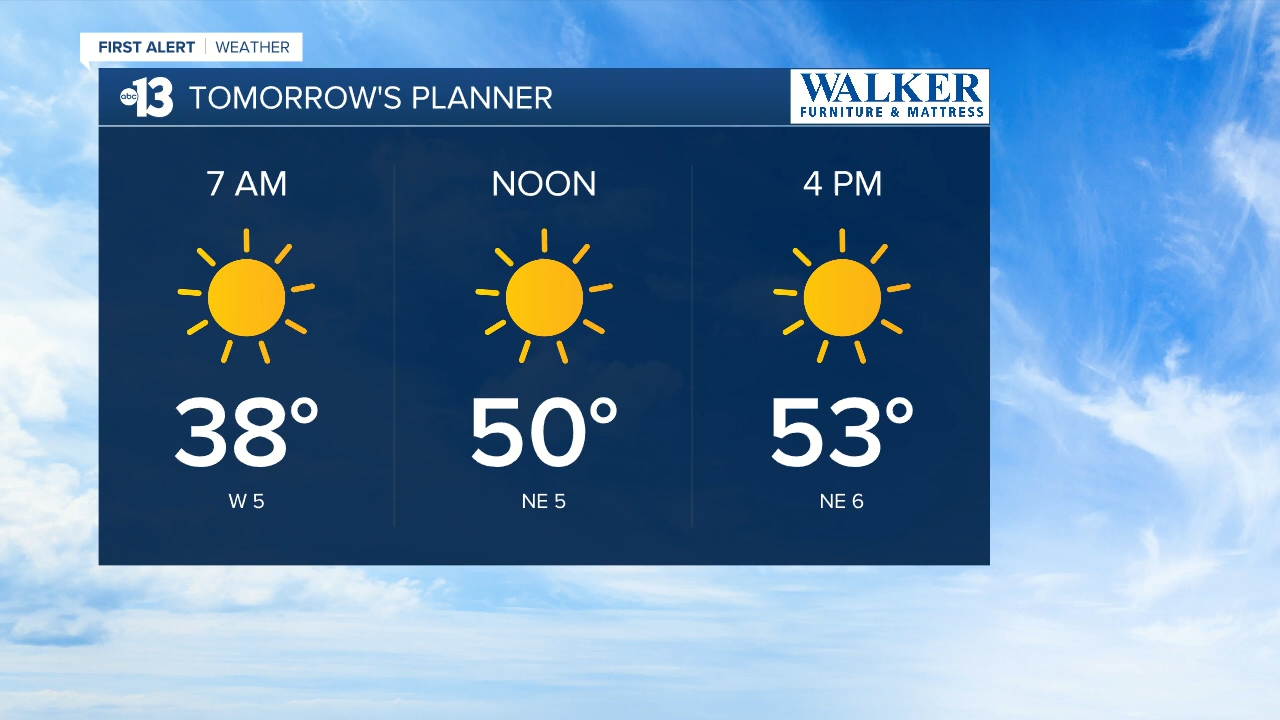 FIRST ALERT | WEATHER
abc 13 TOMORROW'S PLANNER
WALKER
FURNITURE & MATTRESS
7 AM NOON 4 PM
38° 50° 53°
W 5 NE 5 NE 6